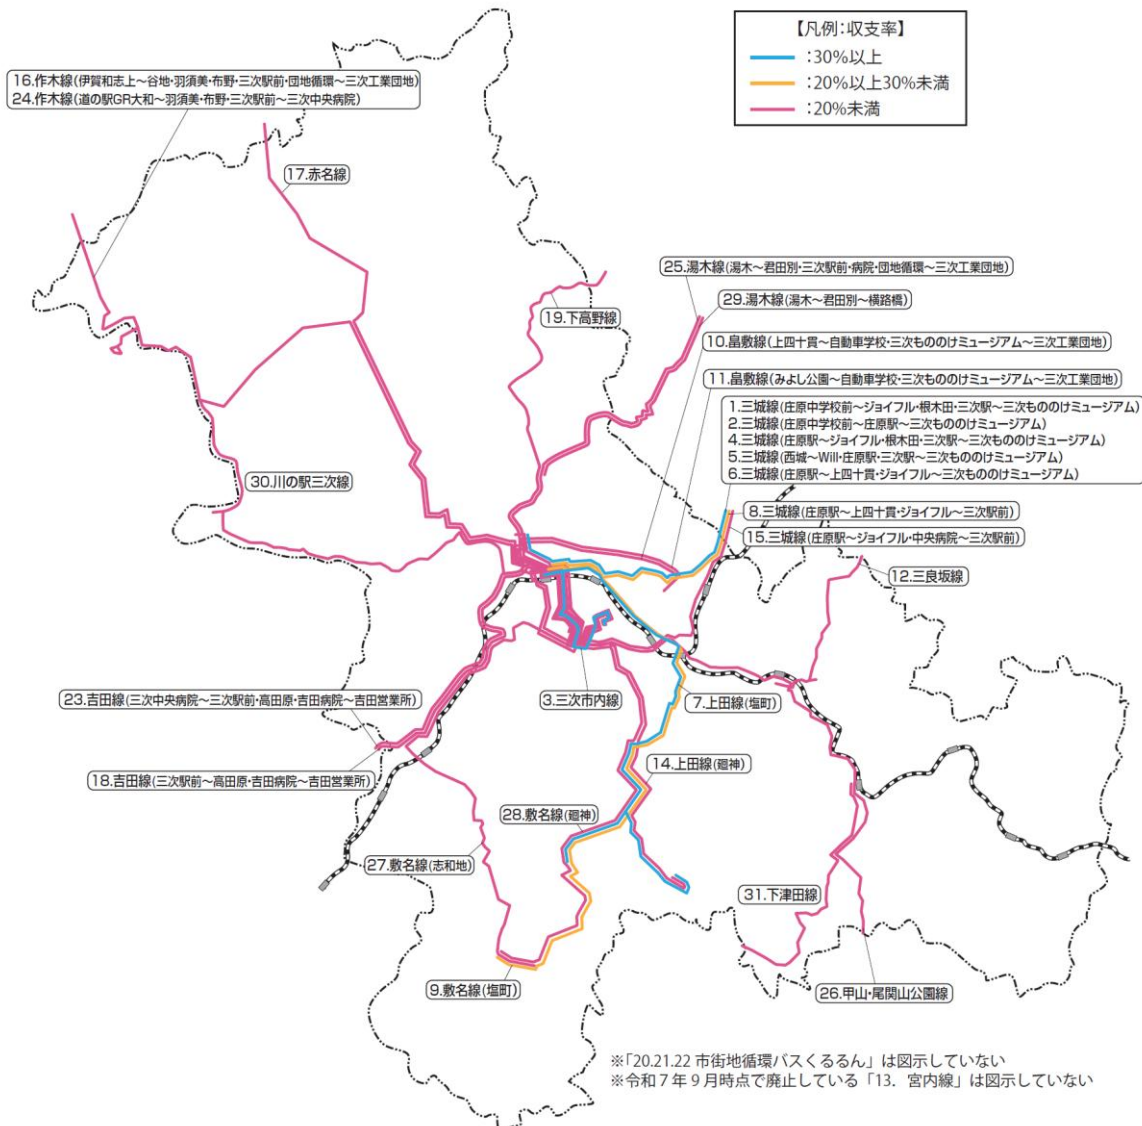 【凡例:収支率】
:30%以上
:20%以上30%未満
:20%未満
16.作木線(伊賀和志上～谷地・羽須美・布野・三次駅前・団地循環～三次工業団地)
24.作木線(道の駅GR大和～羽須美・布野・三次駅前～三次中央病院)
17.赤名線
25.湯木線(湯木～君田別・三次駅前・病院・団地循環～三次工業団地)
29.湯木線(湯木～君田別～横路橋)
19.下高野線
10.畠敷線(上四十貫～自動車学校・三次もののけミュージアム～三次工業団地)
11.畠敷線(みよし公園～自動車学校・三次もののけミュージアム～三次工業団地)
1.三城線(庄原中学校前～ジョイフル・根木田・三次駅～三次もののけミュージアム)
2.三城線(庄原中学校前～庄原駅～三次もののけミュージアム)
4.三城線(庄原駅～ジョイフル・根木田・三次駅～三次もののけミュージアム)
5.三城線(西城～Will・庄原駅・三次駅～三次もののけミュージアム)
6.三城線(庄原駅～上四十貫・ジョイフル～三次もののけミュージアム)
30.川の駅三次線
8.三城線(庄原駅～上四十貫・ジョイフル～三次駅前)
15.三城線(庄原駅～ジョイフル・中央病院～三次駅前)
12.三良坂線
23.吉田線(三次中央病院～三次駅前・高田原・吉田病院～吉田営業所)
3.三次市内線
7.上田線(塩町)
18.吉田線(三次駅前～高田原・吉田病院～吉田営業所)
14.上田線(廻神)
28.敷名線(廻神)
27.敷名線(志和地)
31.下津田線
9.敷名線(塩町)
26.甲山・尾関山公園線
※「20.21.22 市街地循環バスくるるん」は図示していない
※令和7年9月時点で廃止している「13．宮内線」は図示していない